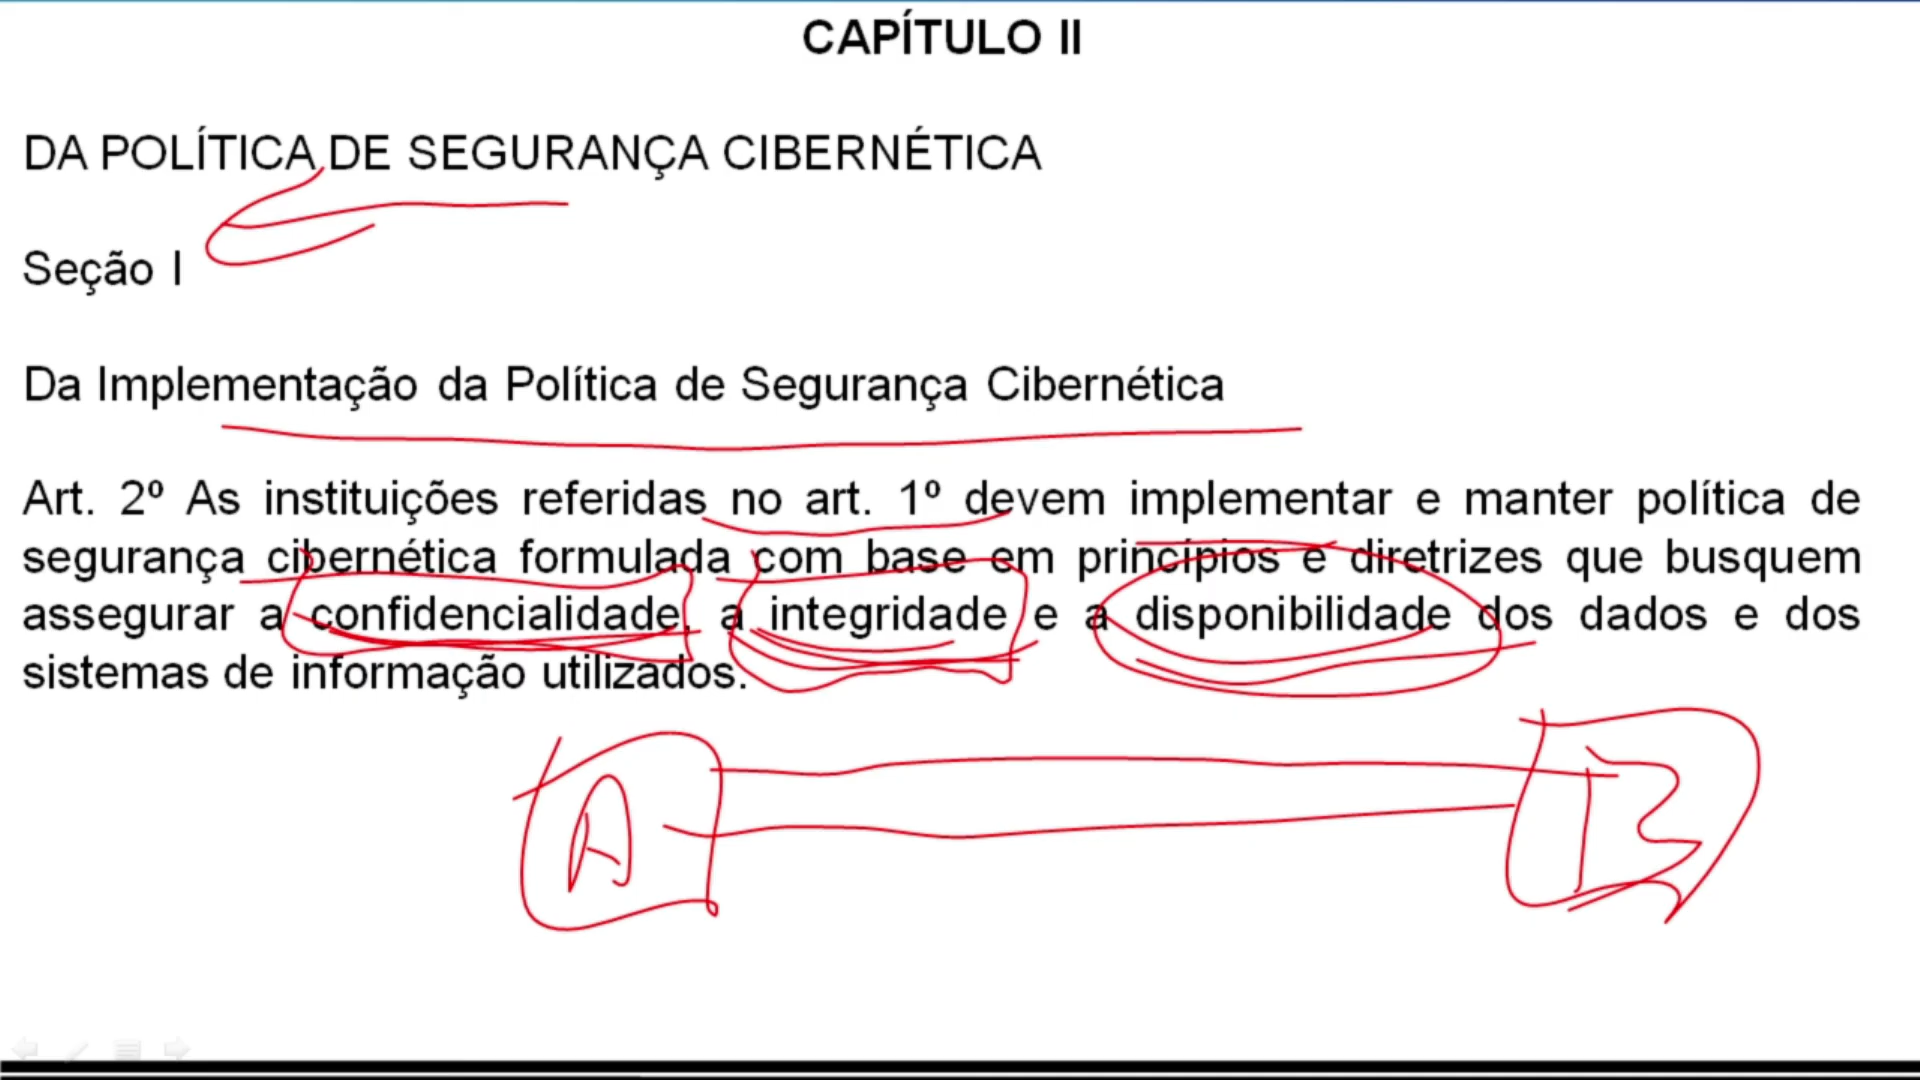 CAPÍTULO II
DA POLÍTICA DE SEGURANÇA CIBERNÉTICA
Seção I
Da Implementação da Política de Segurança Cibernética
Art. 2º As instituições referidas no art. 1º devem implementar e manter política de
segurança cibernética formulada com base em princípios e diretrizes que busquem
assegurar a confidencialidade, a integridade e a disponibilidade dos dados e dos
sistemas de informação utilizados.
A B